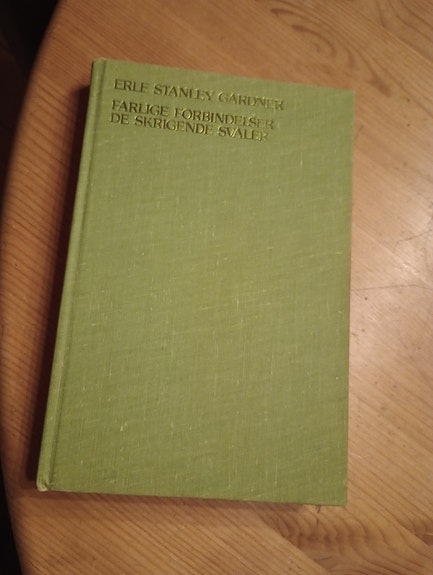 ERLE STANLEY GARDNER
FARLIGE FORBINDELSER
DE SKRIGENDE SVALER